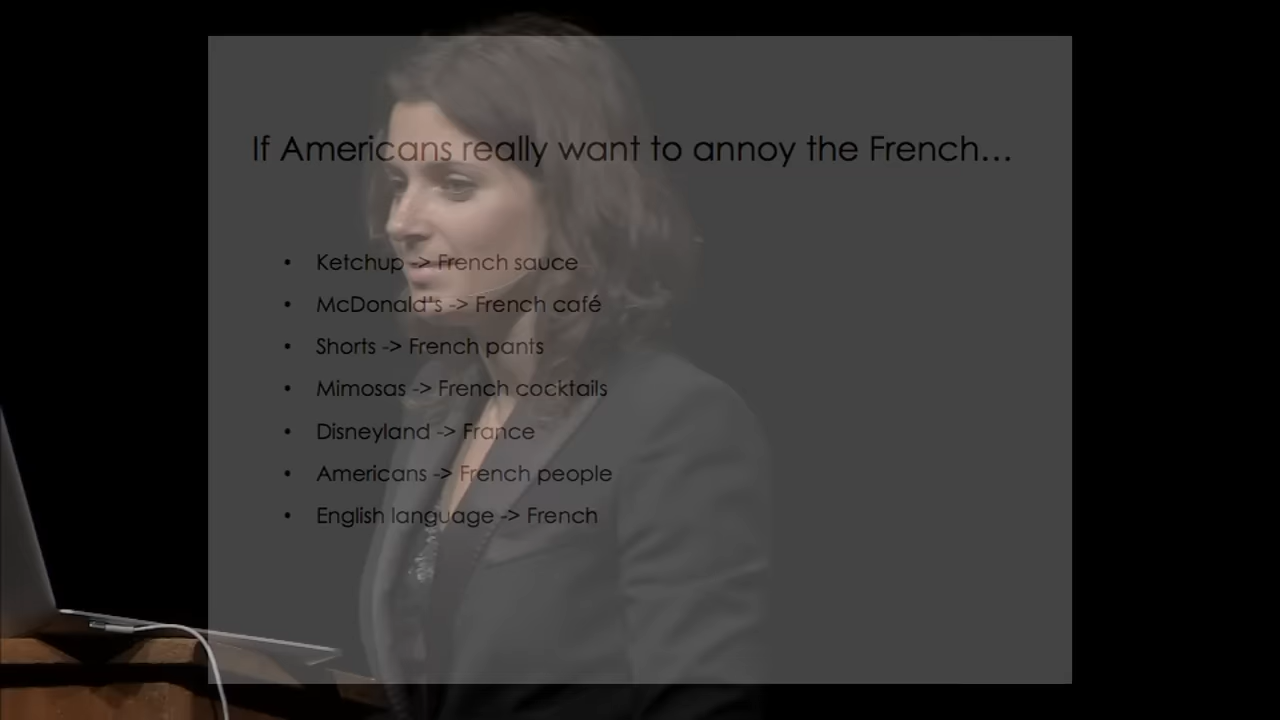 If Americans really want to annoy the French…
• Ketchup -> French sauce
• McDonald's -> French café
• Shorts -> French pants
• Mimosas -> French cocktails
• Disneyland -> France
• Americans -> French people
• English language -> French